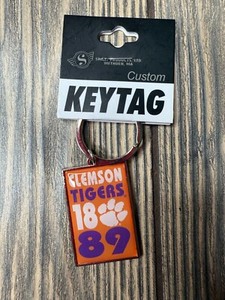 S
Custom
KEYTAG
CLEMSON
TIGERS
18
89